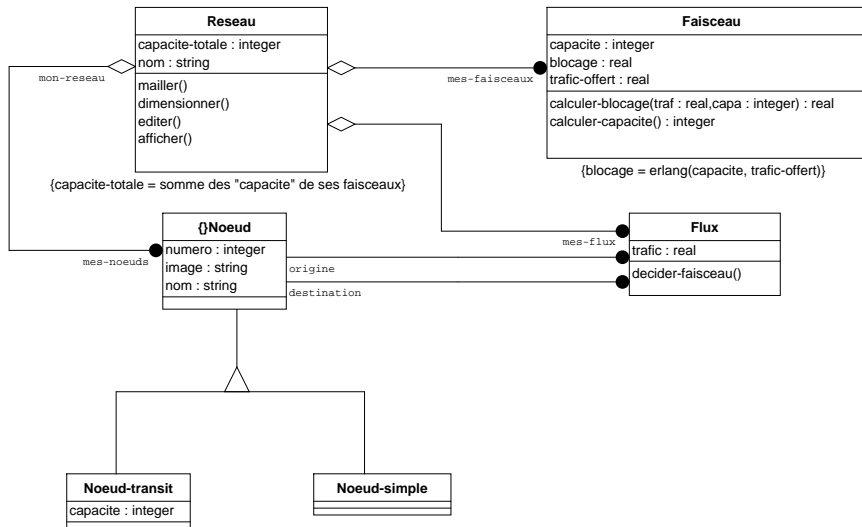 Reseau
capacite-totale : integer
nom : string
mailler()
dimensionner()
editer()
afficher()
{capacite-totale = somme des "capacite" de ses faisceaux}
mon-reseau
mes-faisceaux
Faisceau
capacite : integer
blocage : real
trafic-offert : real
calculer-blocage(traf : real,capa : integer) : real
calculer-capacite() : integer
{blocage = erlang(capacite, trafic-offert)}
mes-noeuds
{}Noeud
numero : integer
image : string
nom : string
origine
destination
mes-flux
Flux
trafic : real
decider-faisceau()
Noeud-transit
capacite : integer
Noeud-simple